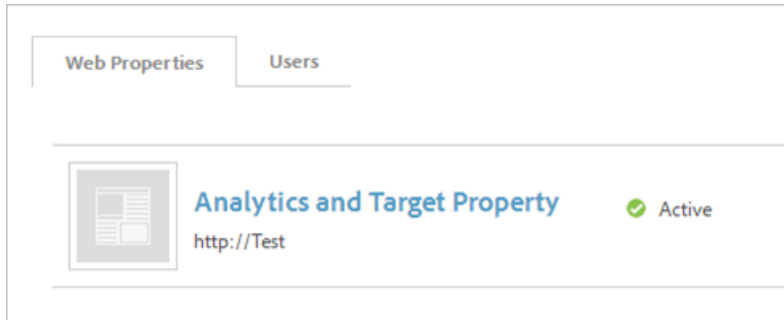 Web Properties
Users
Analytics and Target Property
Active
http://Test